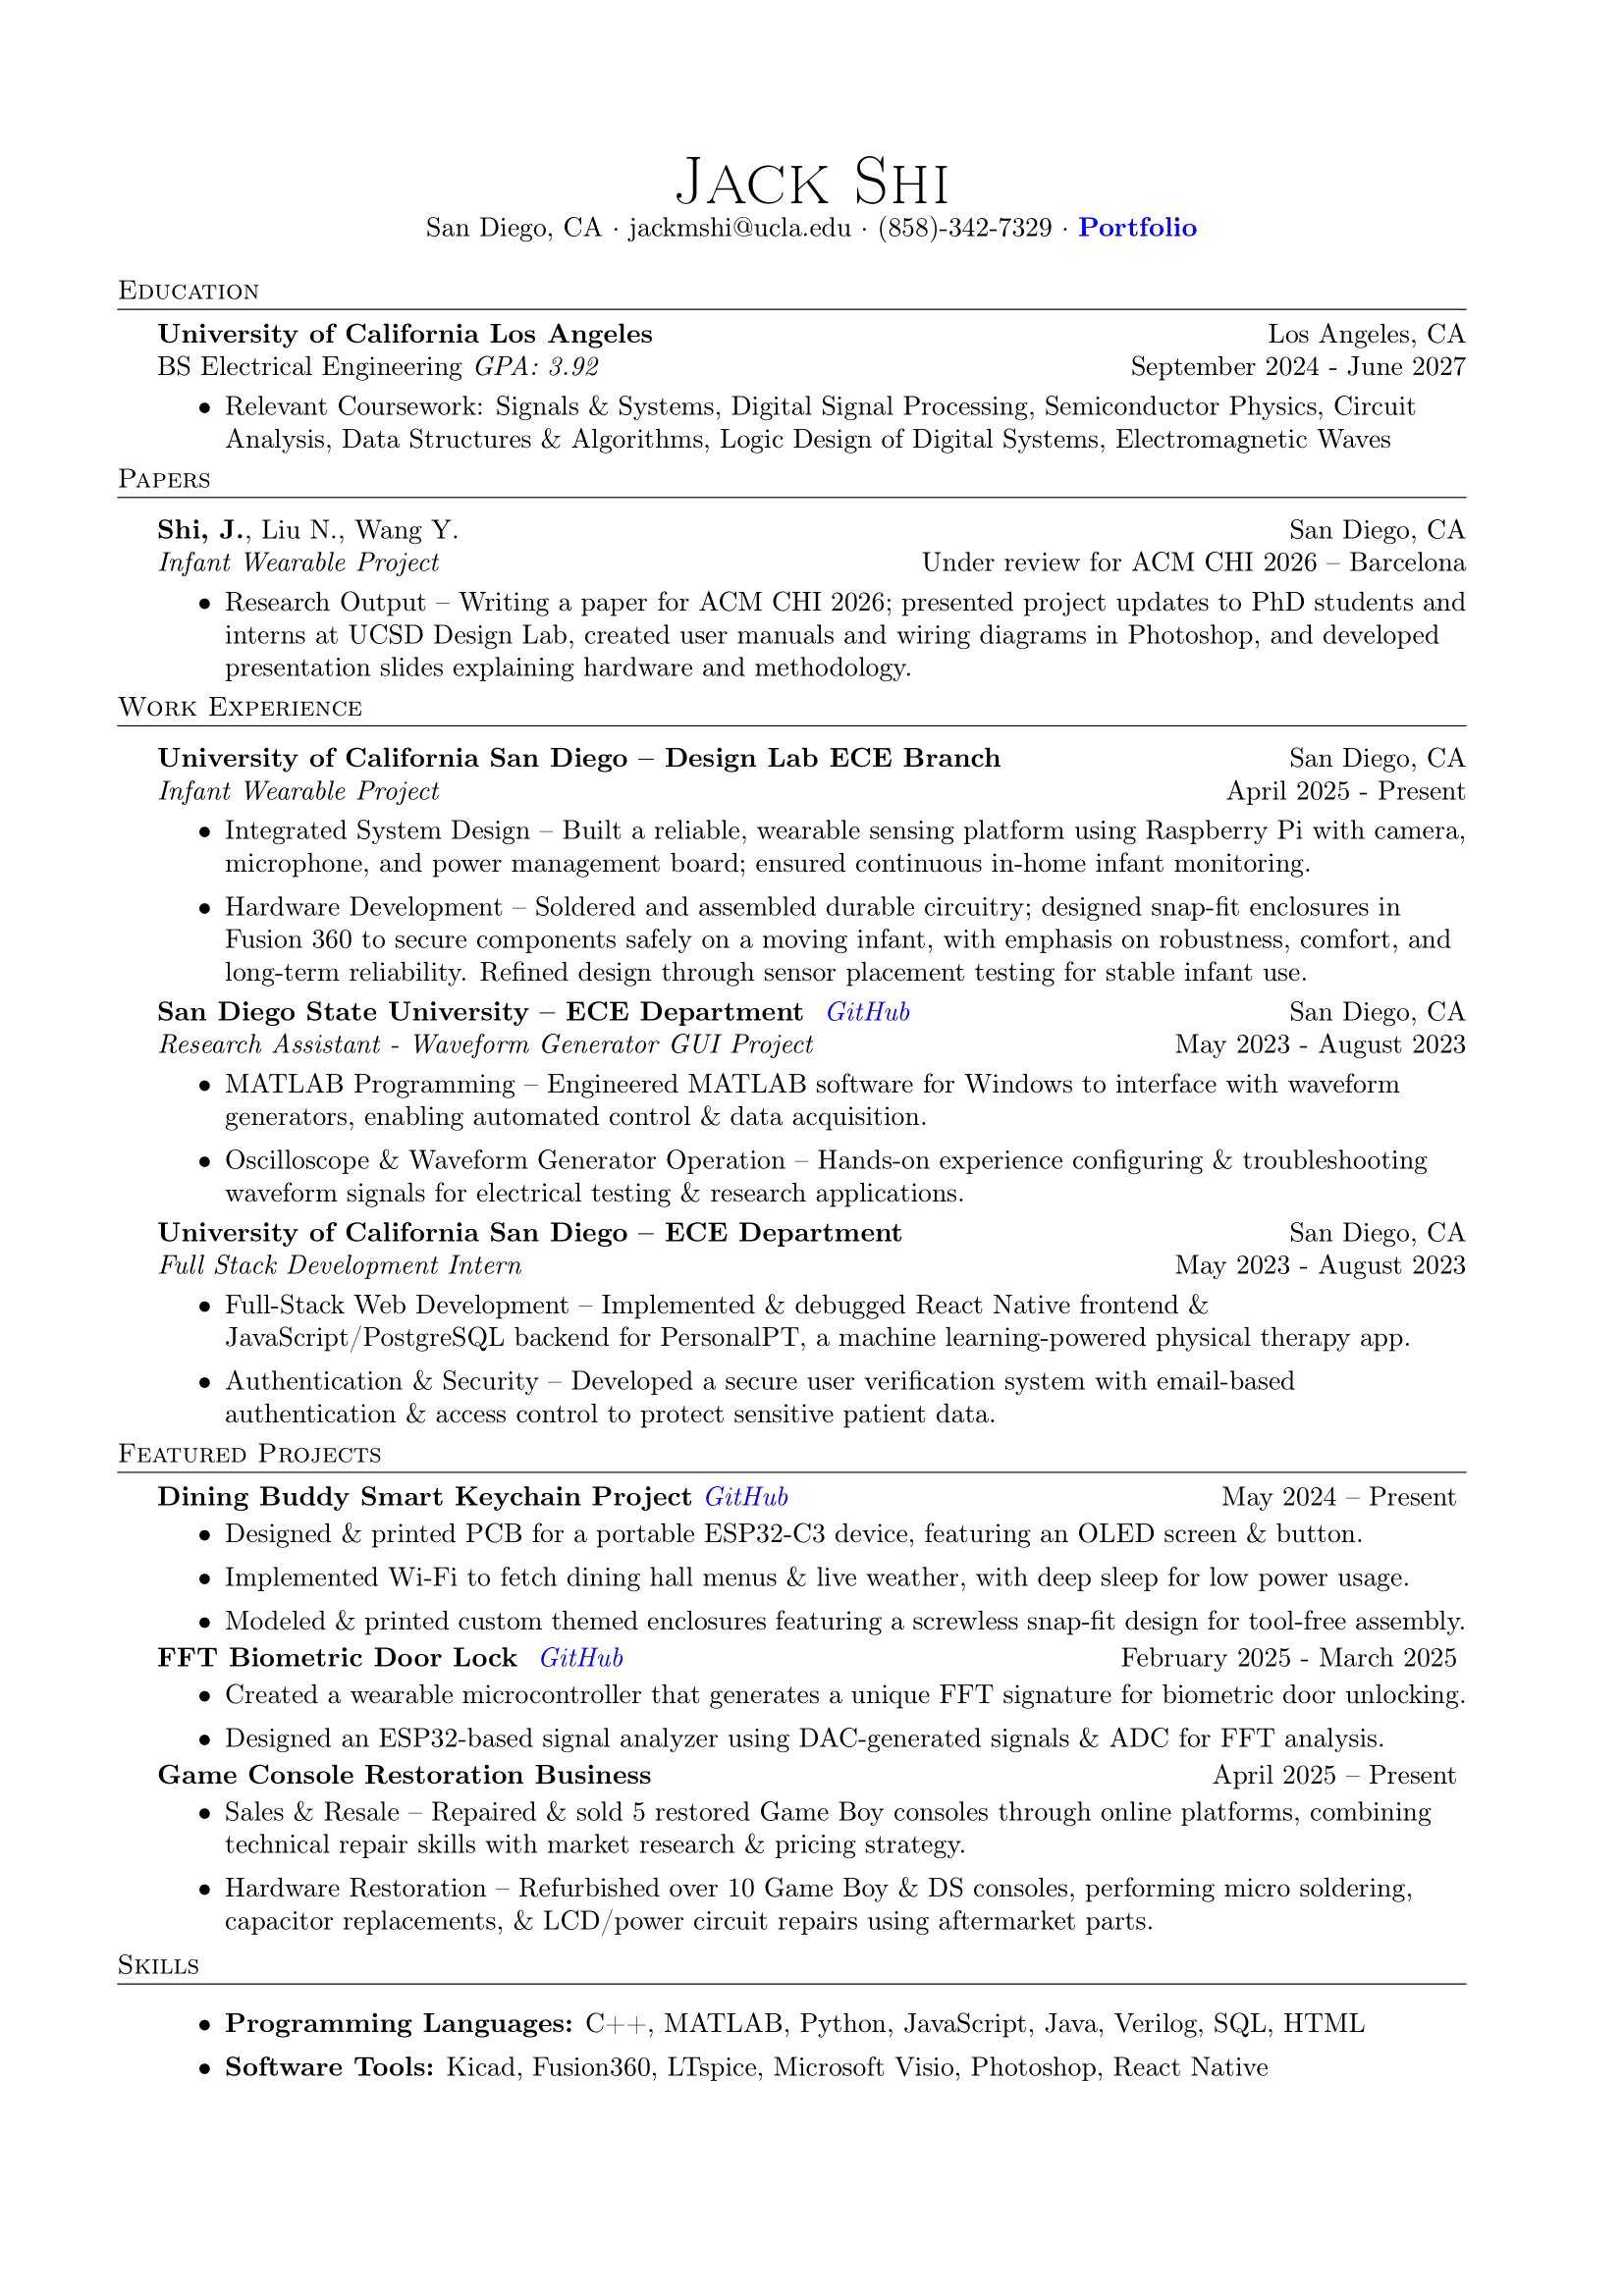 Jack Shi
San Diego, CA · jackmshi@ucla.edu · (858)-342-7329 · Portfolio
Education
University of California Los Angeles Los Angeles, CA
BS Electrical Engineering GPA: 3.92 September 2024 - June 2027
• Relevant Coursework: Signals & Systems, Digital Signal Processing, Semiconductor Physics, Circuit
Analysis, Data Structures & Algorithms, Logic Design of Digital Systems, Electromagnetic Waves
Papers
Shi, J., Liu N., Wang Y. San Diego, CA
Infant Wearable Project Under review for ACM CHI 2026 – Barcelona
• Research Output – Writing a paper for ACM CHI 2026; presented project updates to PhD students and
interns at UCSD Design Lab, created user manuals and wiring diagrams in Photoshop, and developed
presentation slides explaining hardware and methodology.
Work Experience
University of California San Diego – Design Lab ECE Branch San Diego, CA
Infant Wearable Project April 2025 - Present
• Integrated System Design – Built a reliable, wearable sensing platform using Raspberry Pi with camera,
microphone, and power management board; ensured continuous in-home infant monitoring.
• Hardware Development – Soldered and assembled durable circuitry; designed snap-fit enclosures in
Fusion 360 to secure components safely on a moving infant, with emphasis on robustness, comfort, and
long-term reliability. Refined design through sensor placement testing for stable infant use.
San Diego State University – ECE Department GitHub San Diego, CA
Research Assistant - Waveform Generator GUI Project May 2023 - August 2023
• MATLAB Programming – Engineered MATLAB software for Windows to interface with waveform
generators, enabling automated control & data acquisition.
• Oscilloscope & Waveform Generator Operation – Hands-on experience configuring & troubleshooting
waveform signals for electrical testing & research applications.
University of California San Diego – ECE Department San Diego, CA
Full Stack Development Intern May 2023 - August 2023
• Full-Stack Web Development – Implemented & debugged React Native frontend &
JavaScript/PostgreSQL backend for PersonalPT, a machine learning-powered physical therapy app.
• Authentication & Security – Developed a secure user verification system with email-based
authentication & access control to protect sensitive patient data.
Featured Projects
Dining Buddy Smart Keychain Project GitHub May 2024 – Present
• Designed & printed PCB for a portable ESP32-C3 device, featuring an OLED screen & button.
• Implemented Wi-Fi to fetch dining hall menus & live weather, with deep sleep for low power usage.
• Modeled & printed custom themed enclosures featuring a screwless snap-fit design for tool-free assembly.
FFT Biometric Door Lock GitHub February 2025 - March 2025
• Created a wearable microcontroller that generates a unique FFT signature for biometric door unlocking.
• Designed an ESP32-based signal analyzer using DAC-generated signals & ADC for FFT analysis.
Game Console Restoration Business April 2025 – Present
• Sales & Resale – Repaired & sold 5 restored Game Boy consoles through online platforms, combining
technical repair skills with market research & pricing strategy.
• Hardware Restoration – Refurbished over 10 Game Boy & DS consoles, performing micro soldering,
capacitor replacements, & LCD/power circuit repairs using aftermarket parts.
Skills
• Programming Languages: C++, MATLAB, Python, JavaScript, Java, Verilog, SQL, HTML
• Software Tools: Kicad, Fusion360, LTspice, Microsoft Visio, Photoshop, React Native